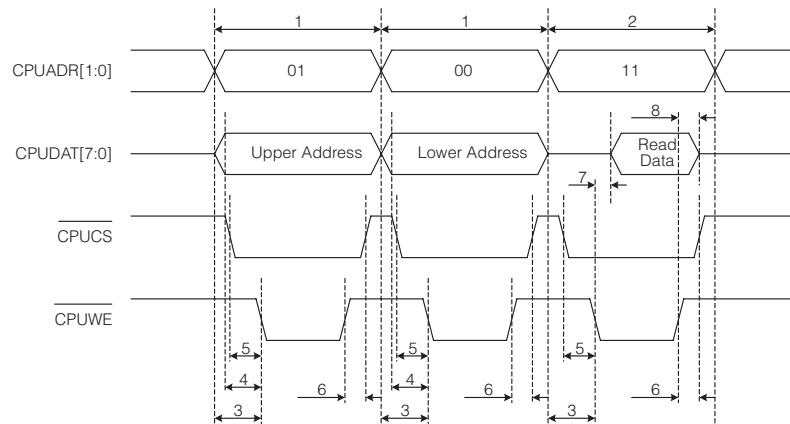 1 1 2
CPUADR[1:0] 01 00 11
8
CPUDAT[7:0] Upper Address Lower Address Read
Data
7
CPUCS
CPUWE
5 5 5
4 4
6 6 6
3 3 3